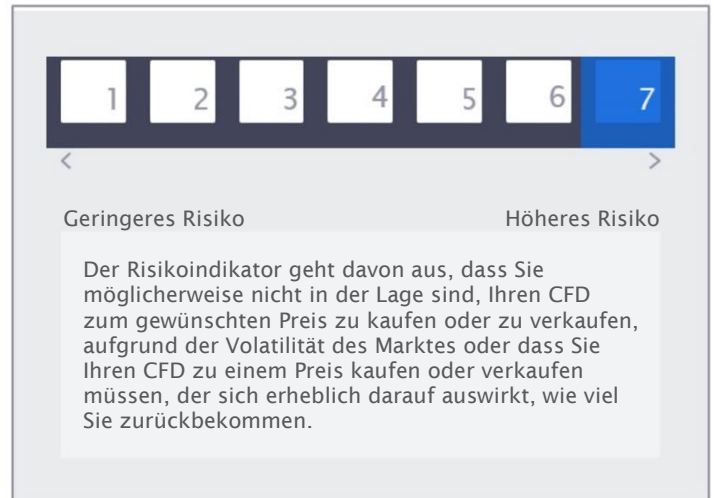 1 2 3 4 5 6 7
< >
Geringeres Risiko Höheres Risiko
Der Risikoindikator geht davon aus, dass Sie
möglicherweise nicht in der Lage sind, Ihren CFD
zum gewünschten Preis zu kaufen oder zu verkaufen,
aufgrund der Volatilität des Marktes oder dass Sie
Ihren CFD zu einem Preis kaufen oder verkaufen
müssen, der sich erheblich darauf auswirkt, wie viel
Sie zurückbekommen.